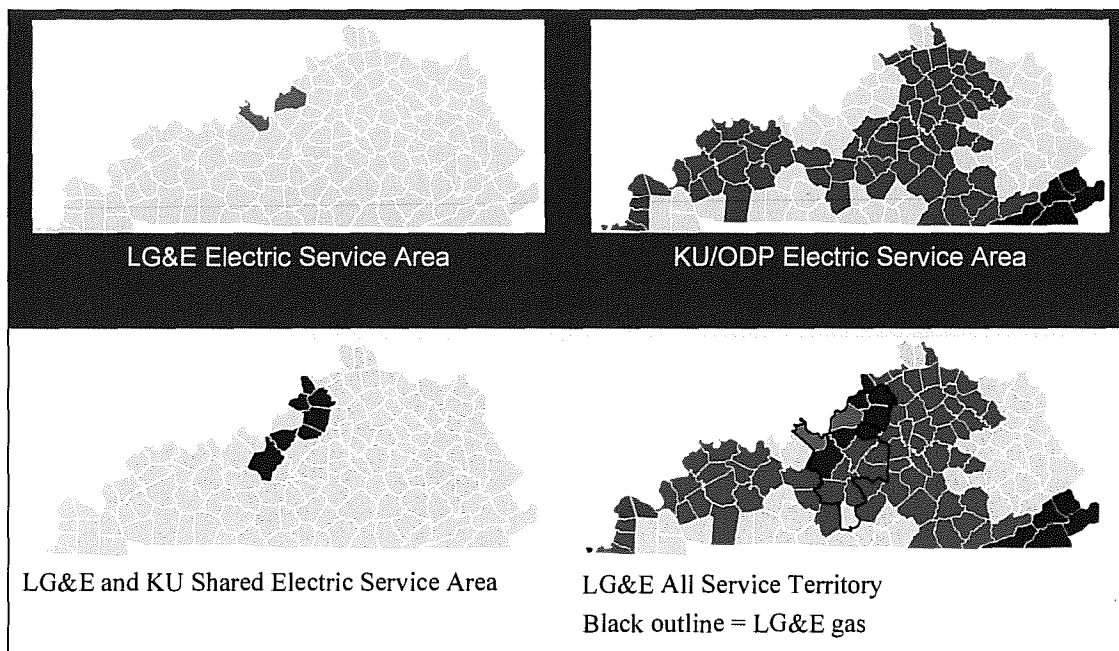 LG&E Electric Service Area
KU/ODP Electric Service Area
LG&E and KU Shared Electric Service Area
LG&E All Service Territory
Black outline = LG&E gas